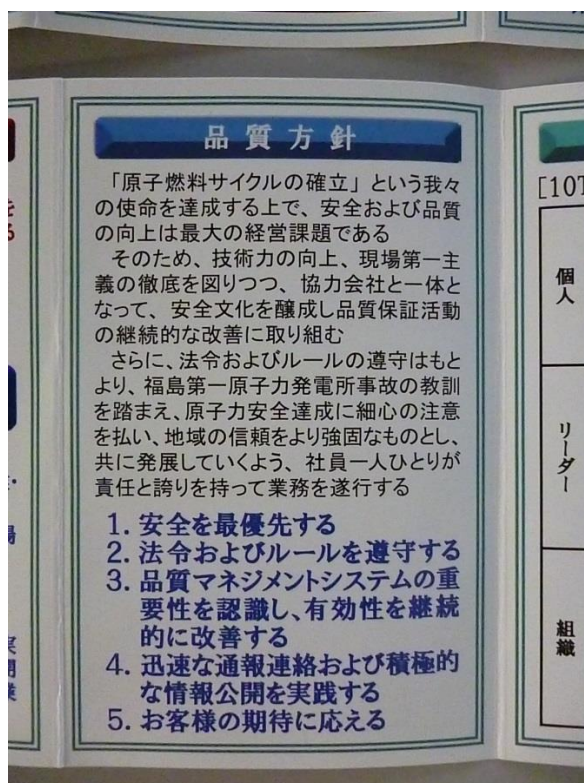 品質方針
「原子燃料サイクルの確立」という我々
の使命を達成する上で、安全および品質
の向上は最大の経営課題である
そのため、技術力の向上、現場第一主
義の徹底を図りつつ、協力会社と一体と
なって、安全文化を醸成し品質保証活動
の継続的な改善に取り組む
さらに、法令およびルールの遵守はもと
より、福島第一原子力発電所事故の教訓
を踏まえ、原子力安全達成に細心の注意
を払い、地域の信頼をより強固なものとし、
共に発展していくよう、社員一人ひとりが
責任と誇りを持って業務を遂行する
1. 安全を最優先する
2. 法令およびルールを遵守する
3. 品質マネジメントシステムの重
要性を認識し、有効性を継続
的に改善する
4. 迅速な通報連絡および積極的
な情報公開を実践する
5. お客様の期待に応える
[10T
個人
リーダー
組織